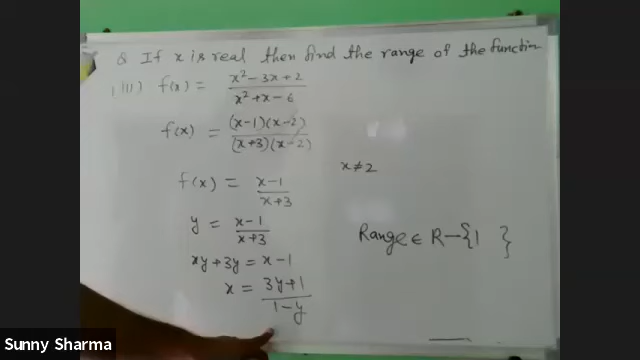 Q If x is real then find the range of the function
(iii) f(x) = x² - 3x + 2 / x² + x - 6
f(x) = (x-1)(x-2) / (x+3)(x-2)
x ≠ 2
f(x) = x-1 / x+3
y = x-1 / x+3
Range ∈ R - {1 }
xy + 3y = x - 1
x = 3y+1 / 1-y
Sunny Sharma